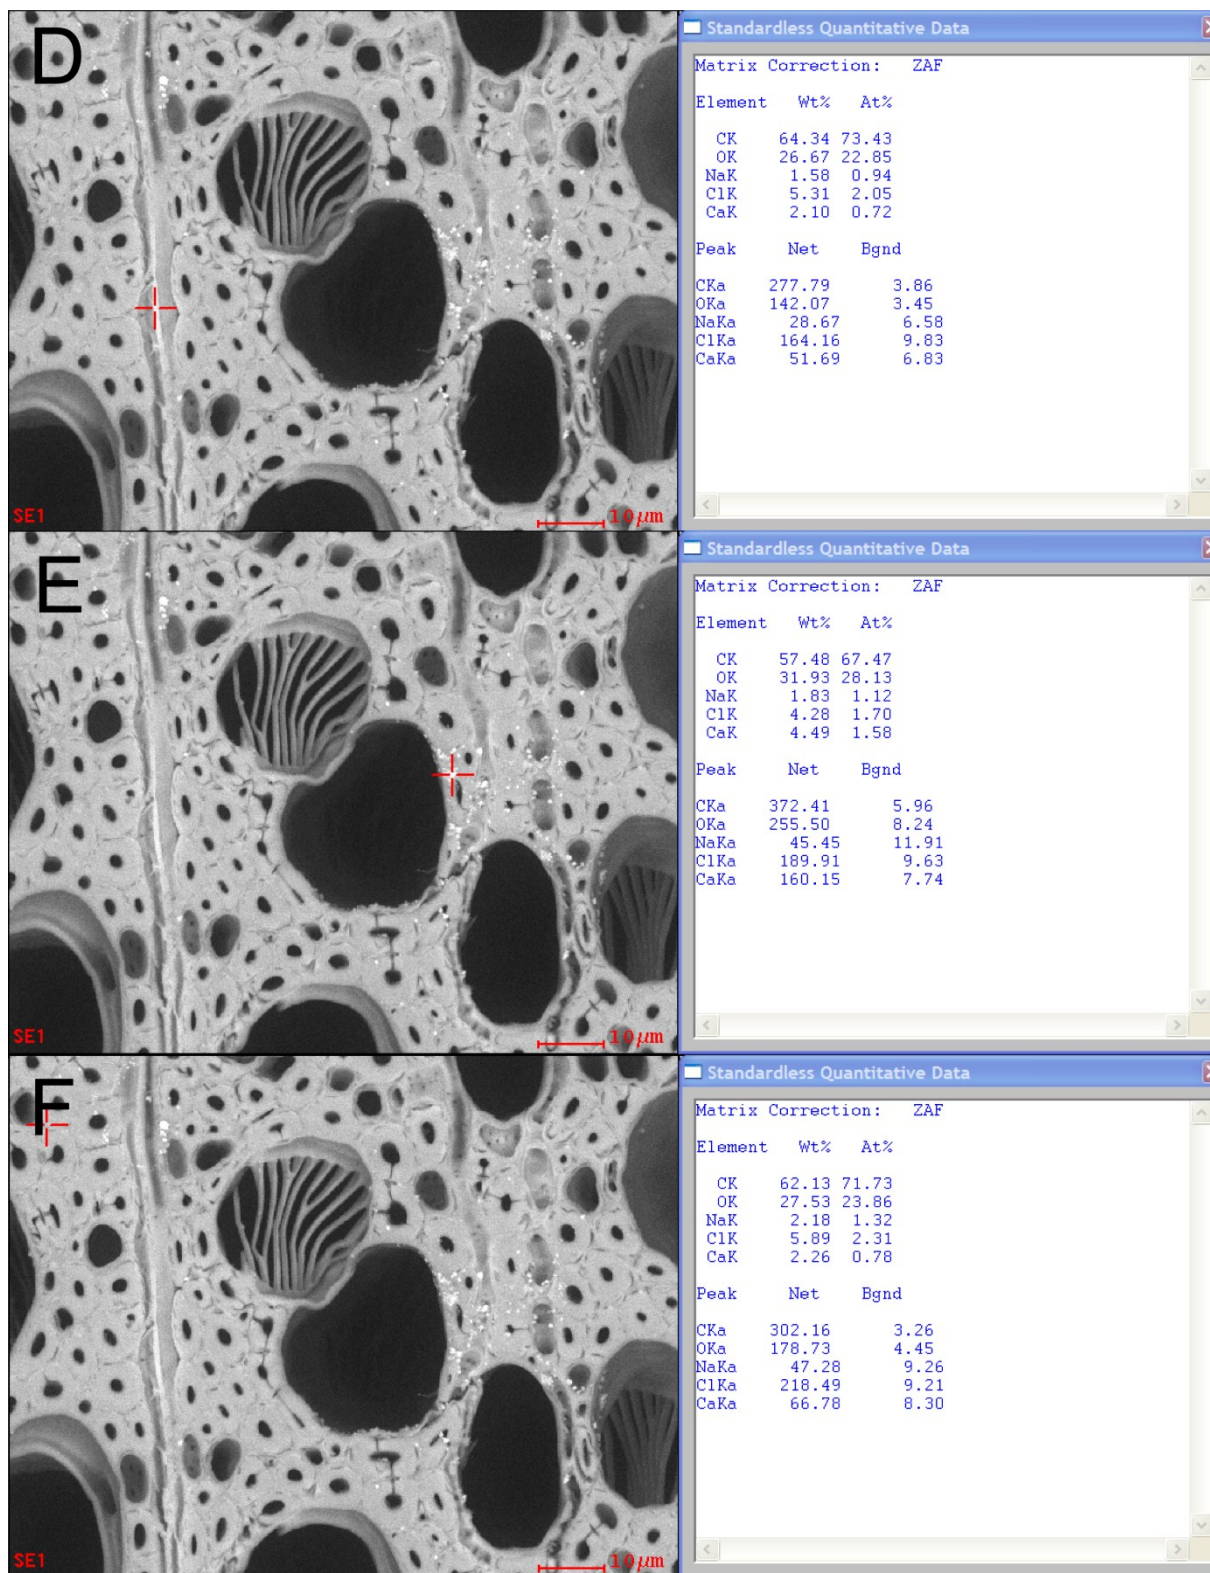 D
SE1
10µm
Standardless Quantitative Data
Matrix Correction: ZAF
Element Wt% At%
CK 64.34 73.43
OK 26.67 22.85
NaK 1.58 0.94
ClK 5.31 2.05
CaK 2.10 0.72
Peak Net Bgnd
CKa 277.79 3.86
OKa 142.07 3.45
NaKa 28.67 6.58
ClKa 164.16 9.83
CaKa 51.69 6.83
E
SE1
10µm
Standardless Quantitative Data
Matrix Correction: ZAF
Element Wt% At%
CK 57.48 67.47
OK 31.93 28.13
NaK 1.83 1.12
ClK 4.28 1.70
CaK 4.49 1.58
Peak Net Bgnd
CKa 372.41 5.96
OKa 255.50 8.24
NaKa 45.45 11.91
ClKa 189.91 9.63
CaKa 160.15 7.74
F
SE1
10µm
Standardless Quantitative Data
Matrix Correction: ZAF
Element Wt% At%
CK 62.13 71.73
OK 27.53 23.86
NaK 2.18 1.32
ClK 5.89 2.31
CaK 2.26 0.78
Peak Net Bgnd
CKa 302.16 3.26
OKa 178.73 4.45
NaKa 47.28 9.26
ClKa 218.49 9.21
CaKa 66.78 8.30